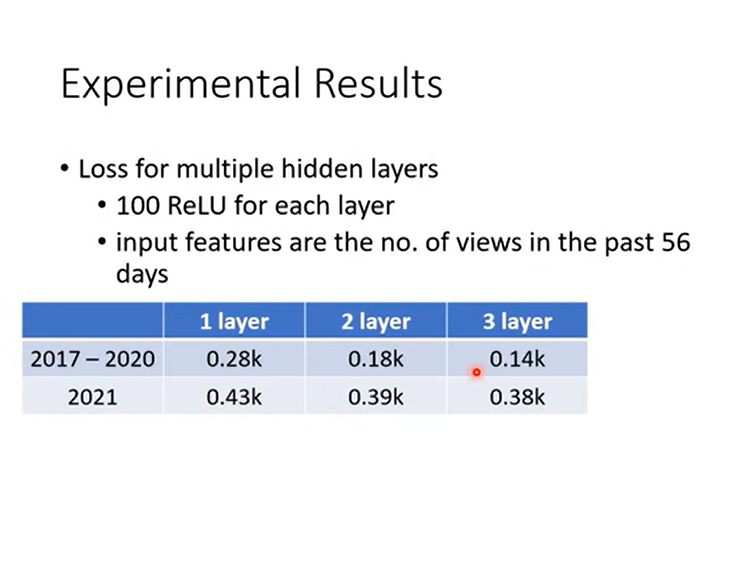 Experimental Results
• Loss for multiple hidden layers
• 100 ReLU for each layer
• input features are the no. of views in the past 56
days
1 layer 2 layer 3 layer
2017 – 2020 0.28k 0.18k 0.14k
2021 0.43k 0.39k 0.38k